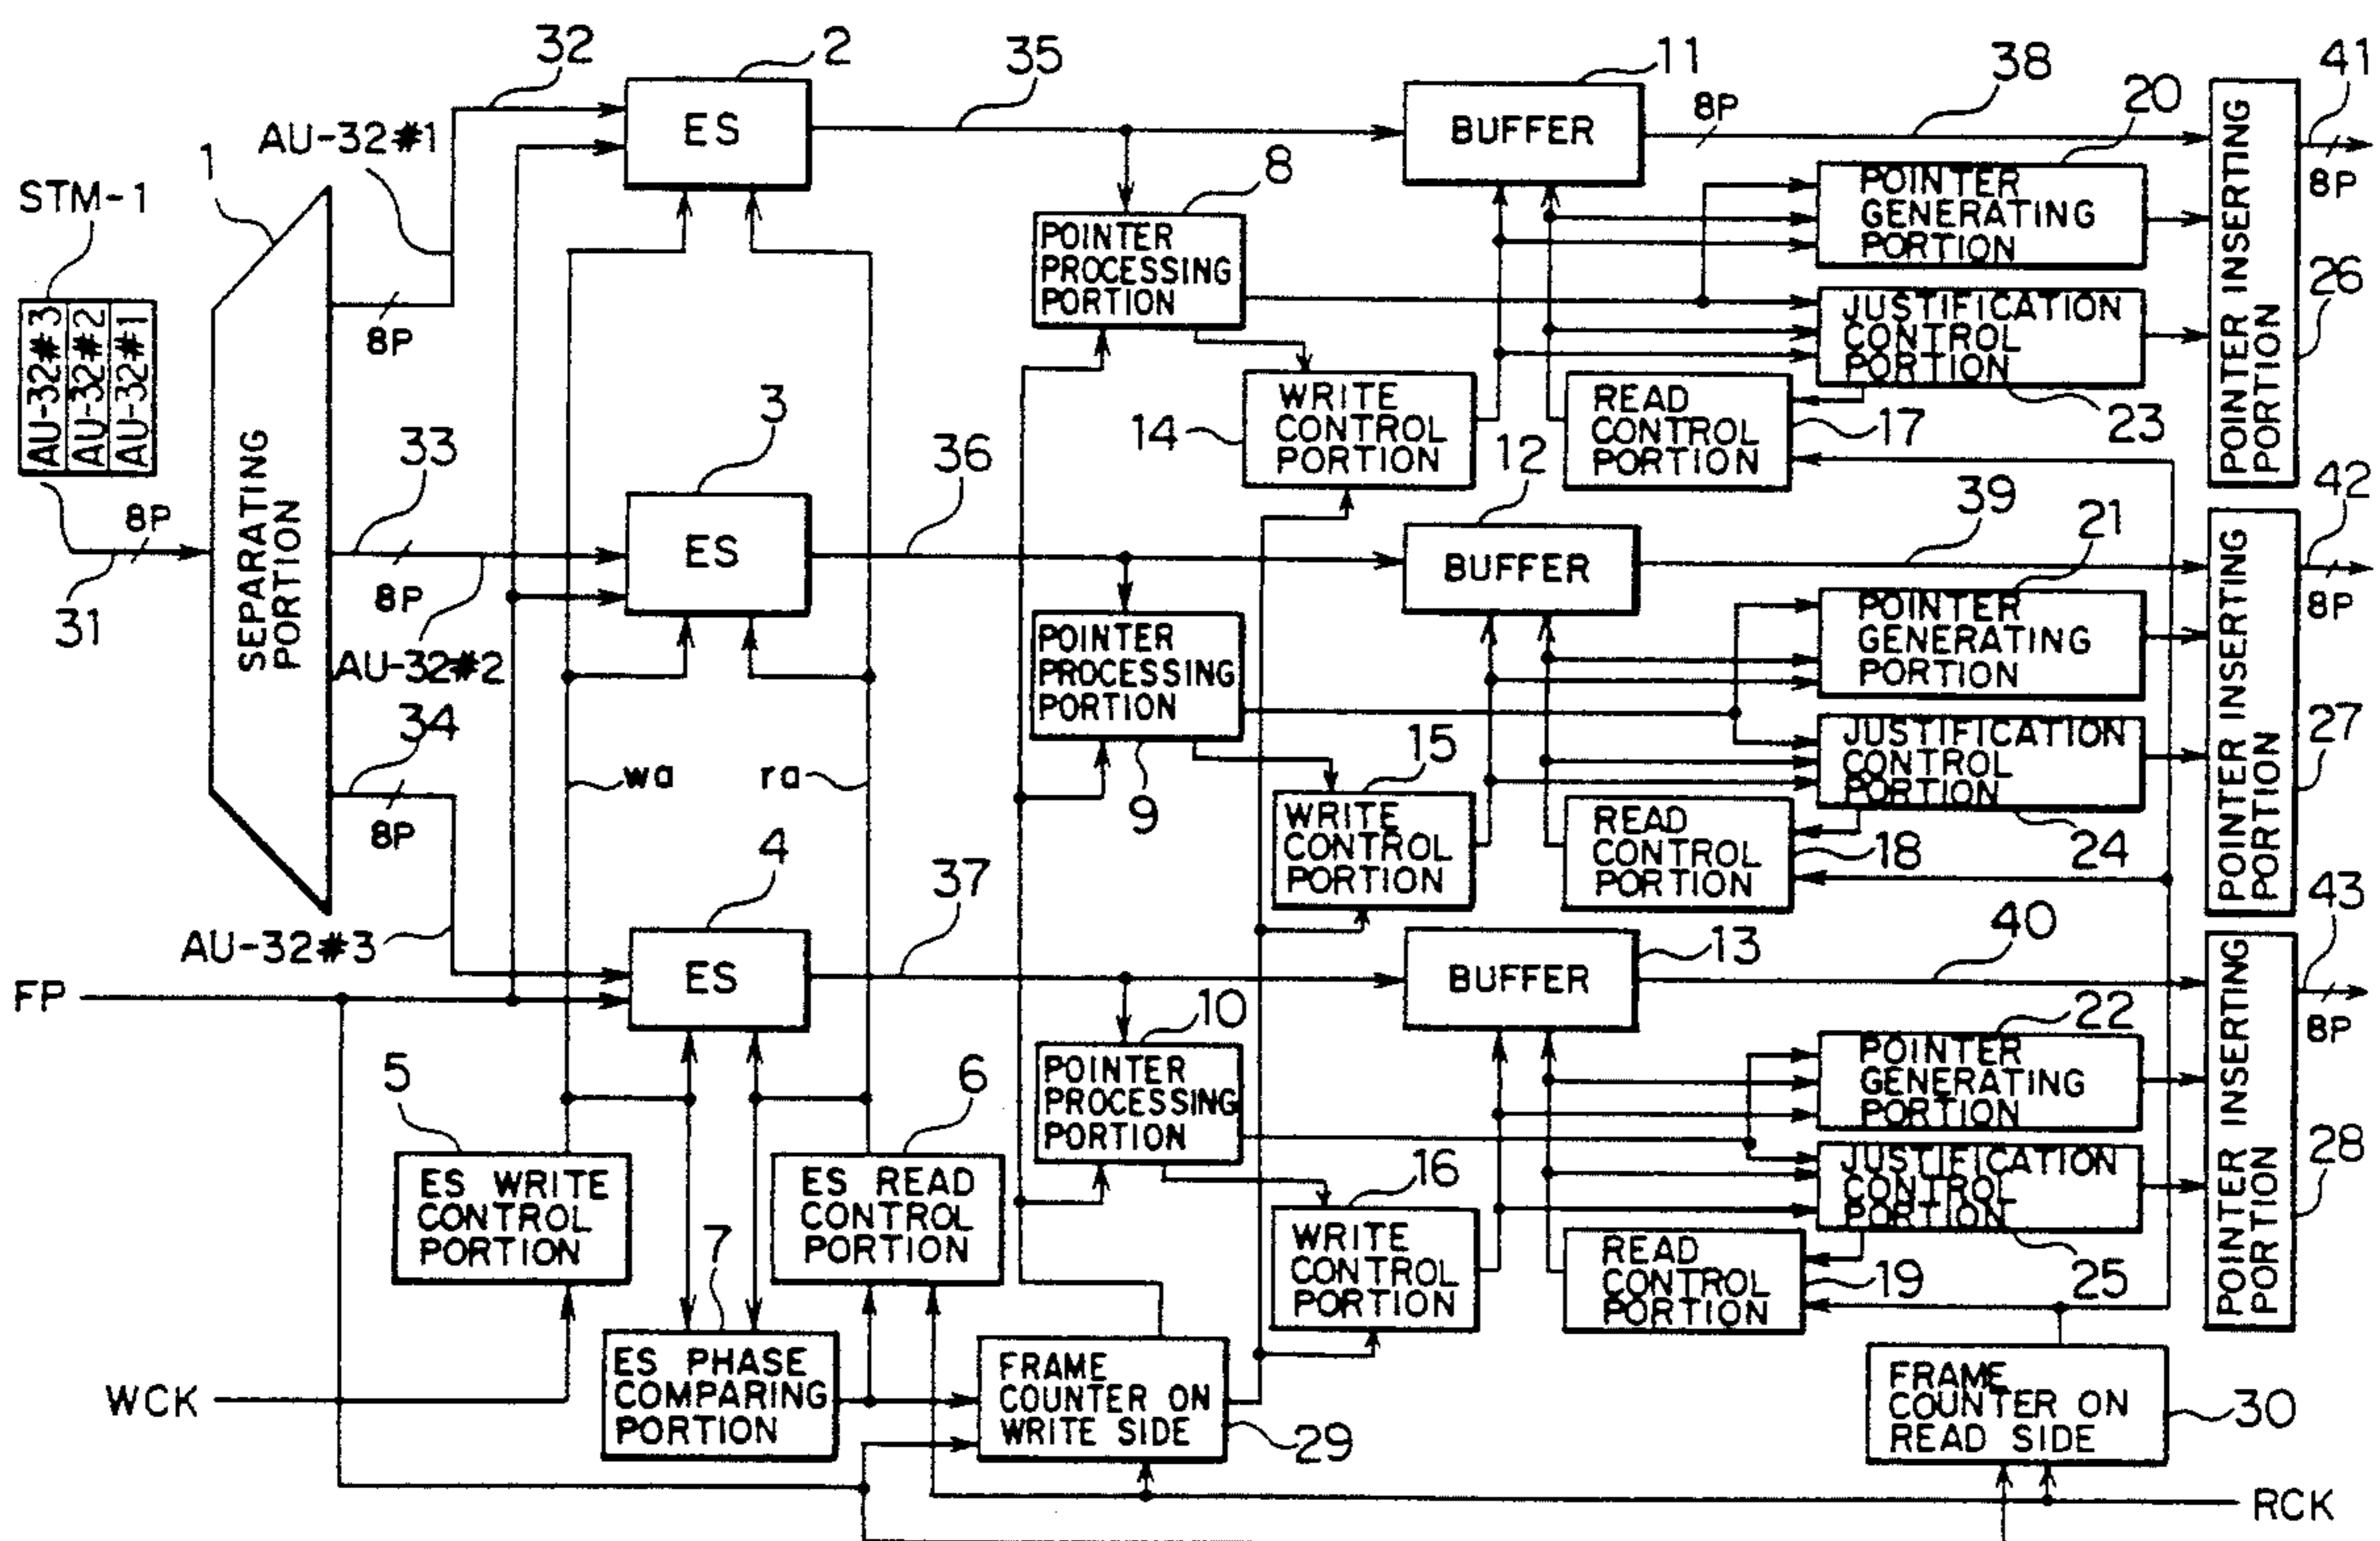 32
2
35
11
38
20
41
AU-32#1
ES
BUFFER
8P
8P
1
STM-1
8
POINTER
PROCESSING
PORTION
POINTER
GENERATING
PORTION
POINTER INSERTING
PORTION
26
AU-32#3
AU-32#2
AU-32#1
8P
JUSTIFICATION
CONTROL
PORTION
23
3
14
WRITE
CONTROL
PORTION
READ
CONTROL
PORTION
17
33
36
12
39
42
8P
8P
31
SEPARATING
PORTION
8P
AU-32#2
ES
BUFFER
21
8P
POINTER
PROCESSING
PORTION
9
POINTER
GENERATING
PORTION
POINTER INSERTING
PORTION
27
34
8P
wa
ra
15
WRITE
CONTROL
PORTION
READ
CONTROL
PORTION
18
JUSTIFICATION
CONTROL
PORTION
24
4
37
13
40
43
AU-32#3
ES
BUFFER
8P
FP
10
POINTER
PROCESSING
PORTION
22
POINTER
GENERATING
PORTION
POINTER INSERTING
PORTION
28
5
ES WRITE
CONTROL
PORTION
6
ES READ
CONTROL
PORTION
16
WRITE
CONTROL
PORTION
READ
CONTROL
PORTION
19
JUSTIFICATION
CONTROL
PORTION
25
7
ES PHASE
COMPARING
PORTION
WCK
FRAME
COUNTER ON
WRITE SIDE
29
FRAME
COUNTER ON
READ SIDE
30
RCK